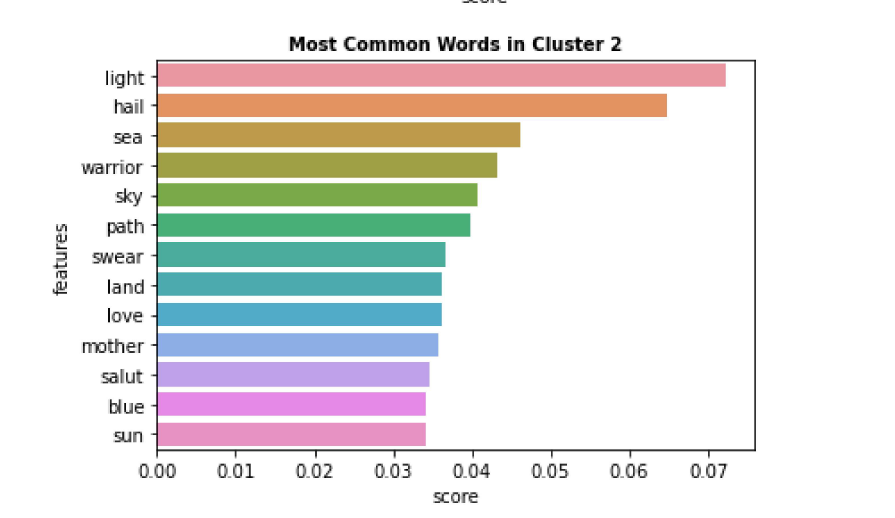 score
Most Common Words in Cluster 2
light
hail
sea
warrior
sky
path
swear
land
love
mother
salut
blue
sun
features
0.00 0.01 0.02 0.03 0.04 0.05 0.06 0.07
score